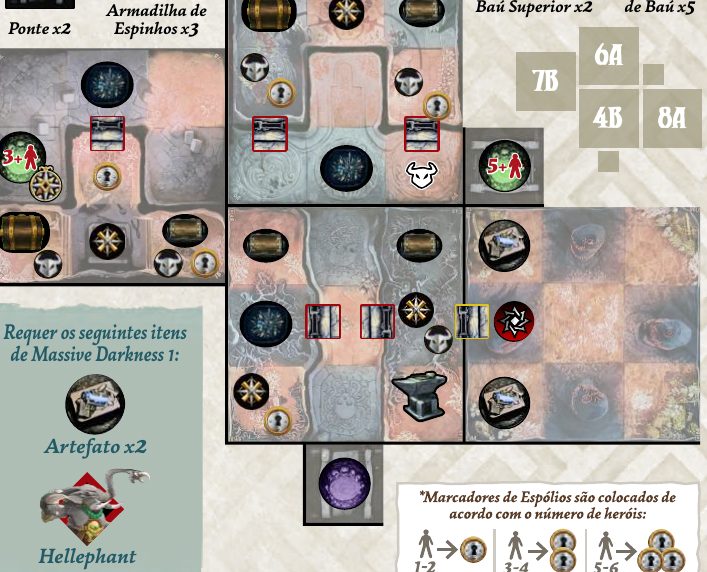 Armadilha de
Espinhos x3
Ponte x2
Baú Superior x2
de Baú x5
6A
7B
4B
8A
3+
5+
Requer os seguintes itens
de Massive Darkness 1:
Artefato x2
Hellephant
*Marcadores de Espólios são colocados de
acordo com o número de heróis:
1-2
3-4
5-6